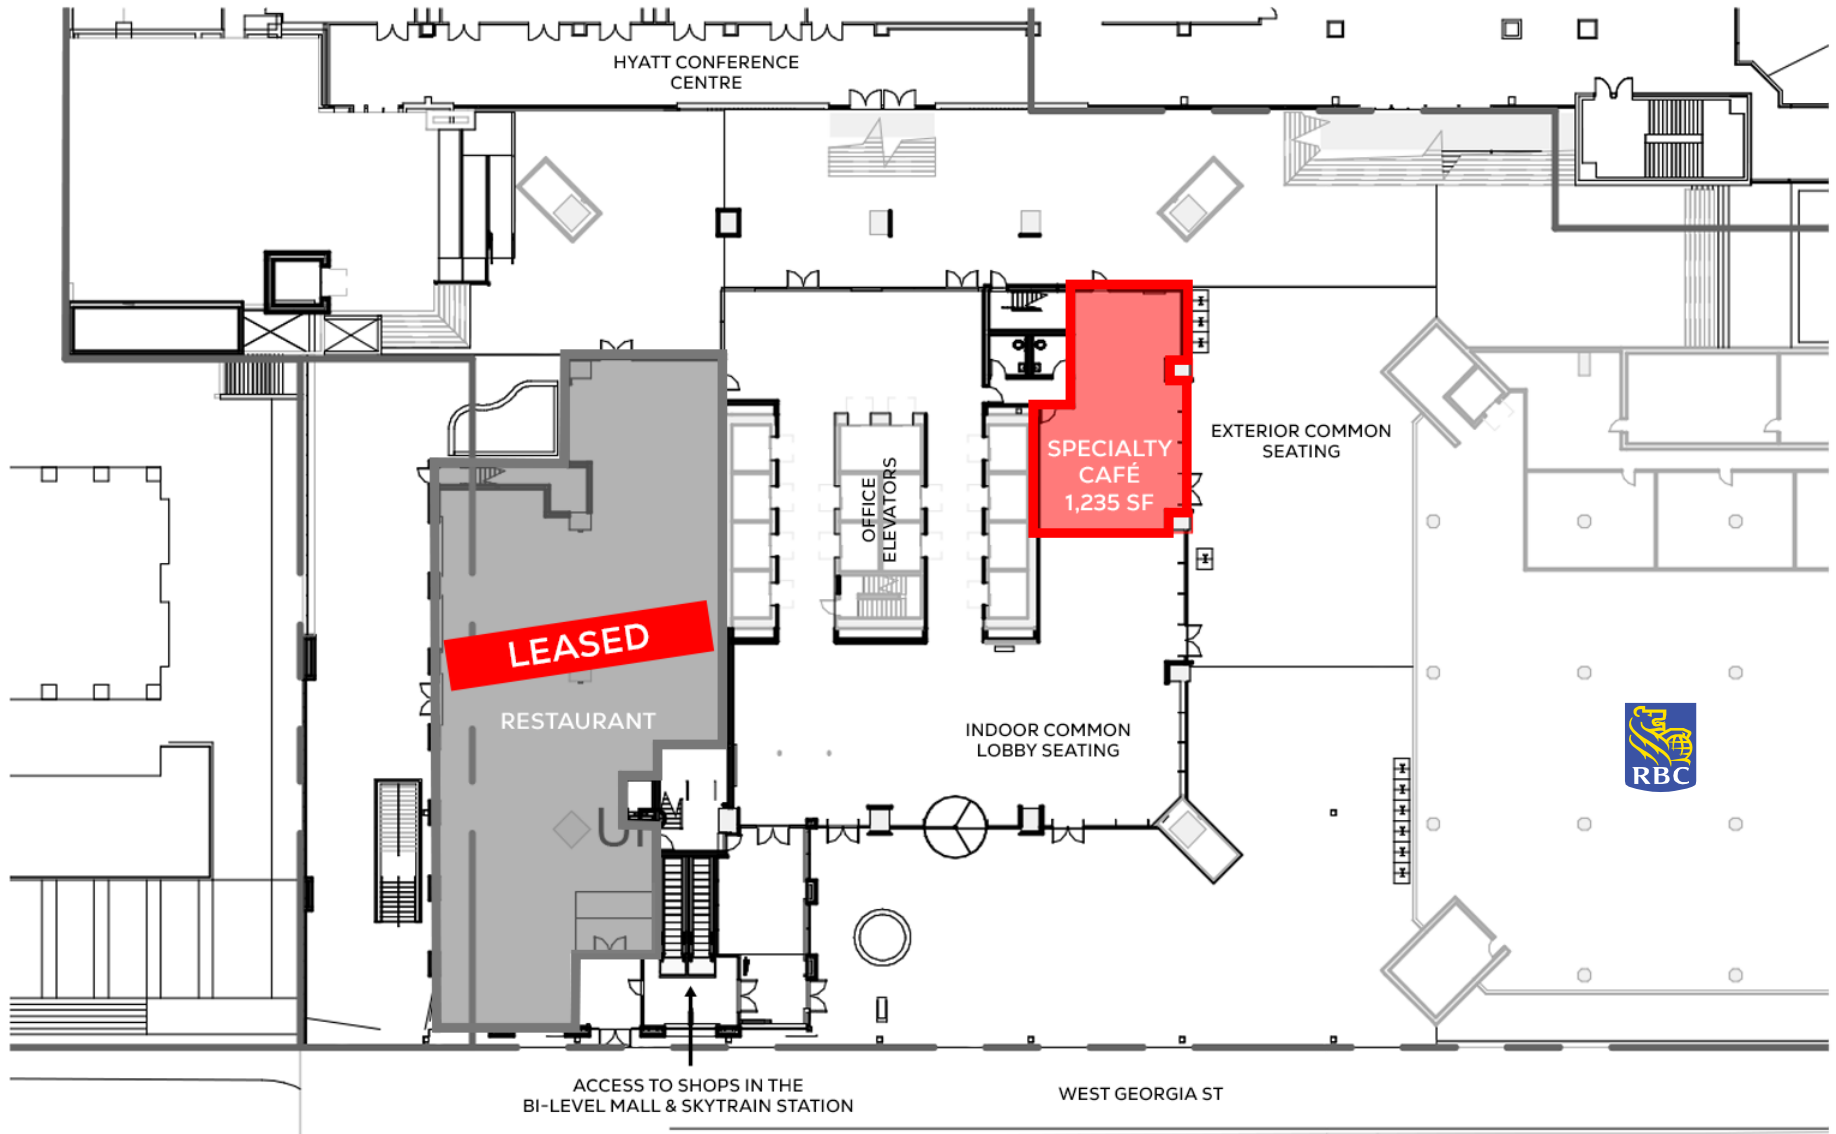 HYATT CONFERENCE
CENTRE
SPECIALTY
CAFÉ
1,235 SF
EXTERIOR COMMON
SEATING
OFFICE
ELEVATORS
LEASED
RESTAURANT
INDOOR COMMON
LOBBY SEATING
RBC
ACCESS TO SHOPS IN THE
BI-LEVEL MALL & SKYTRAIN STATION
WEST GEORGIA ST